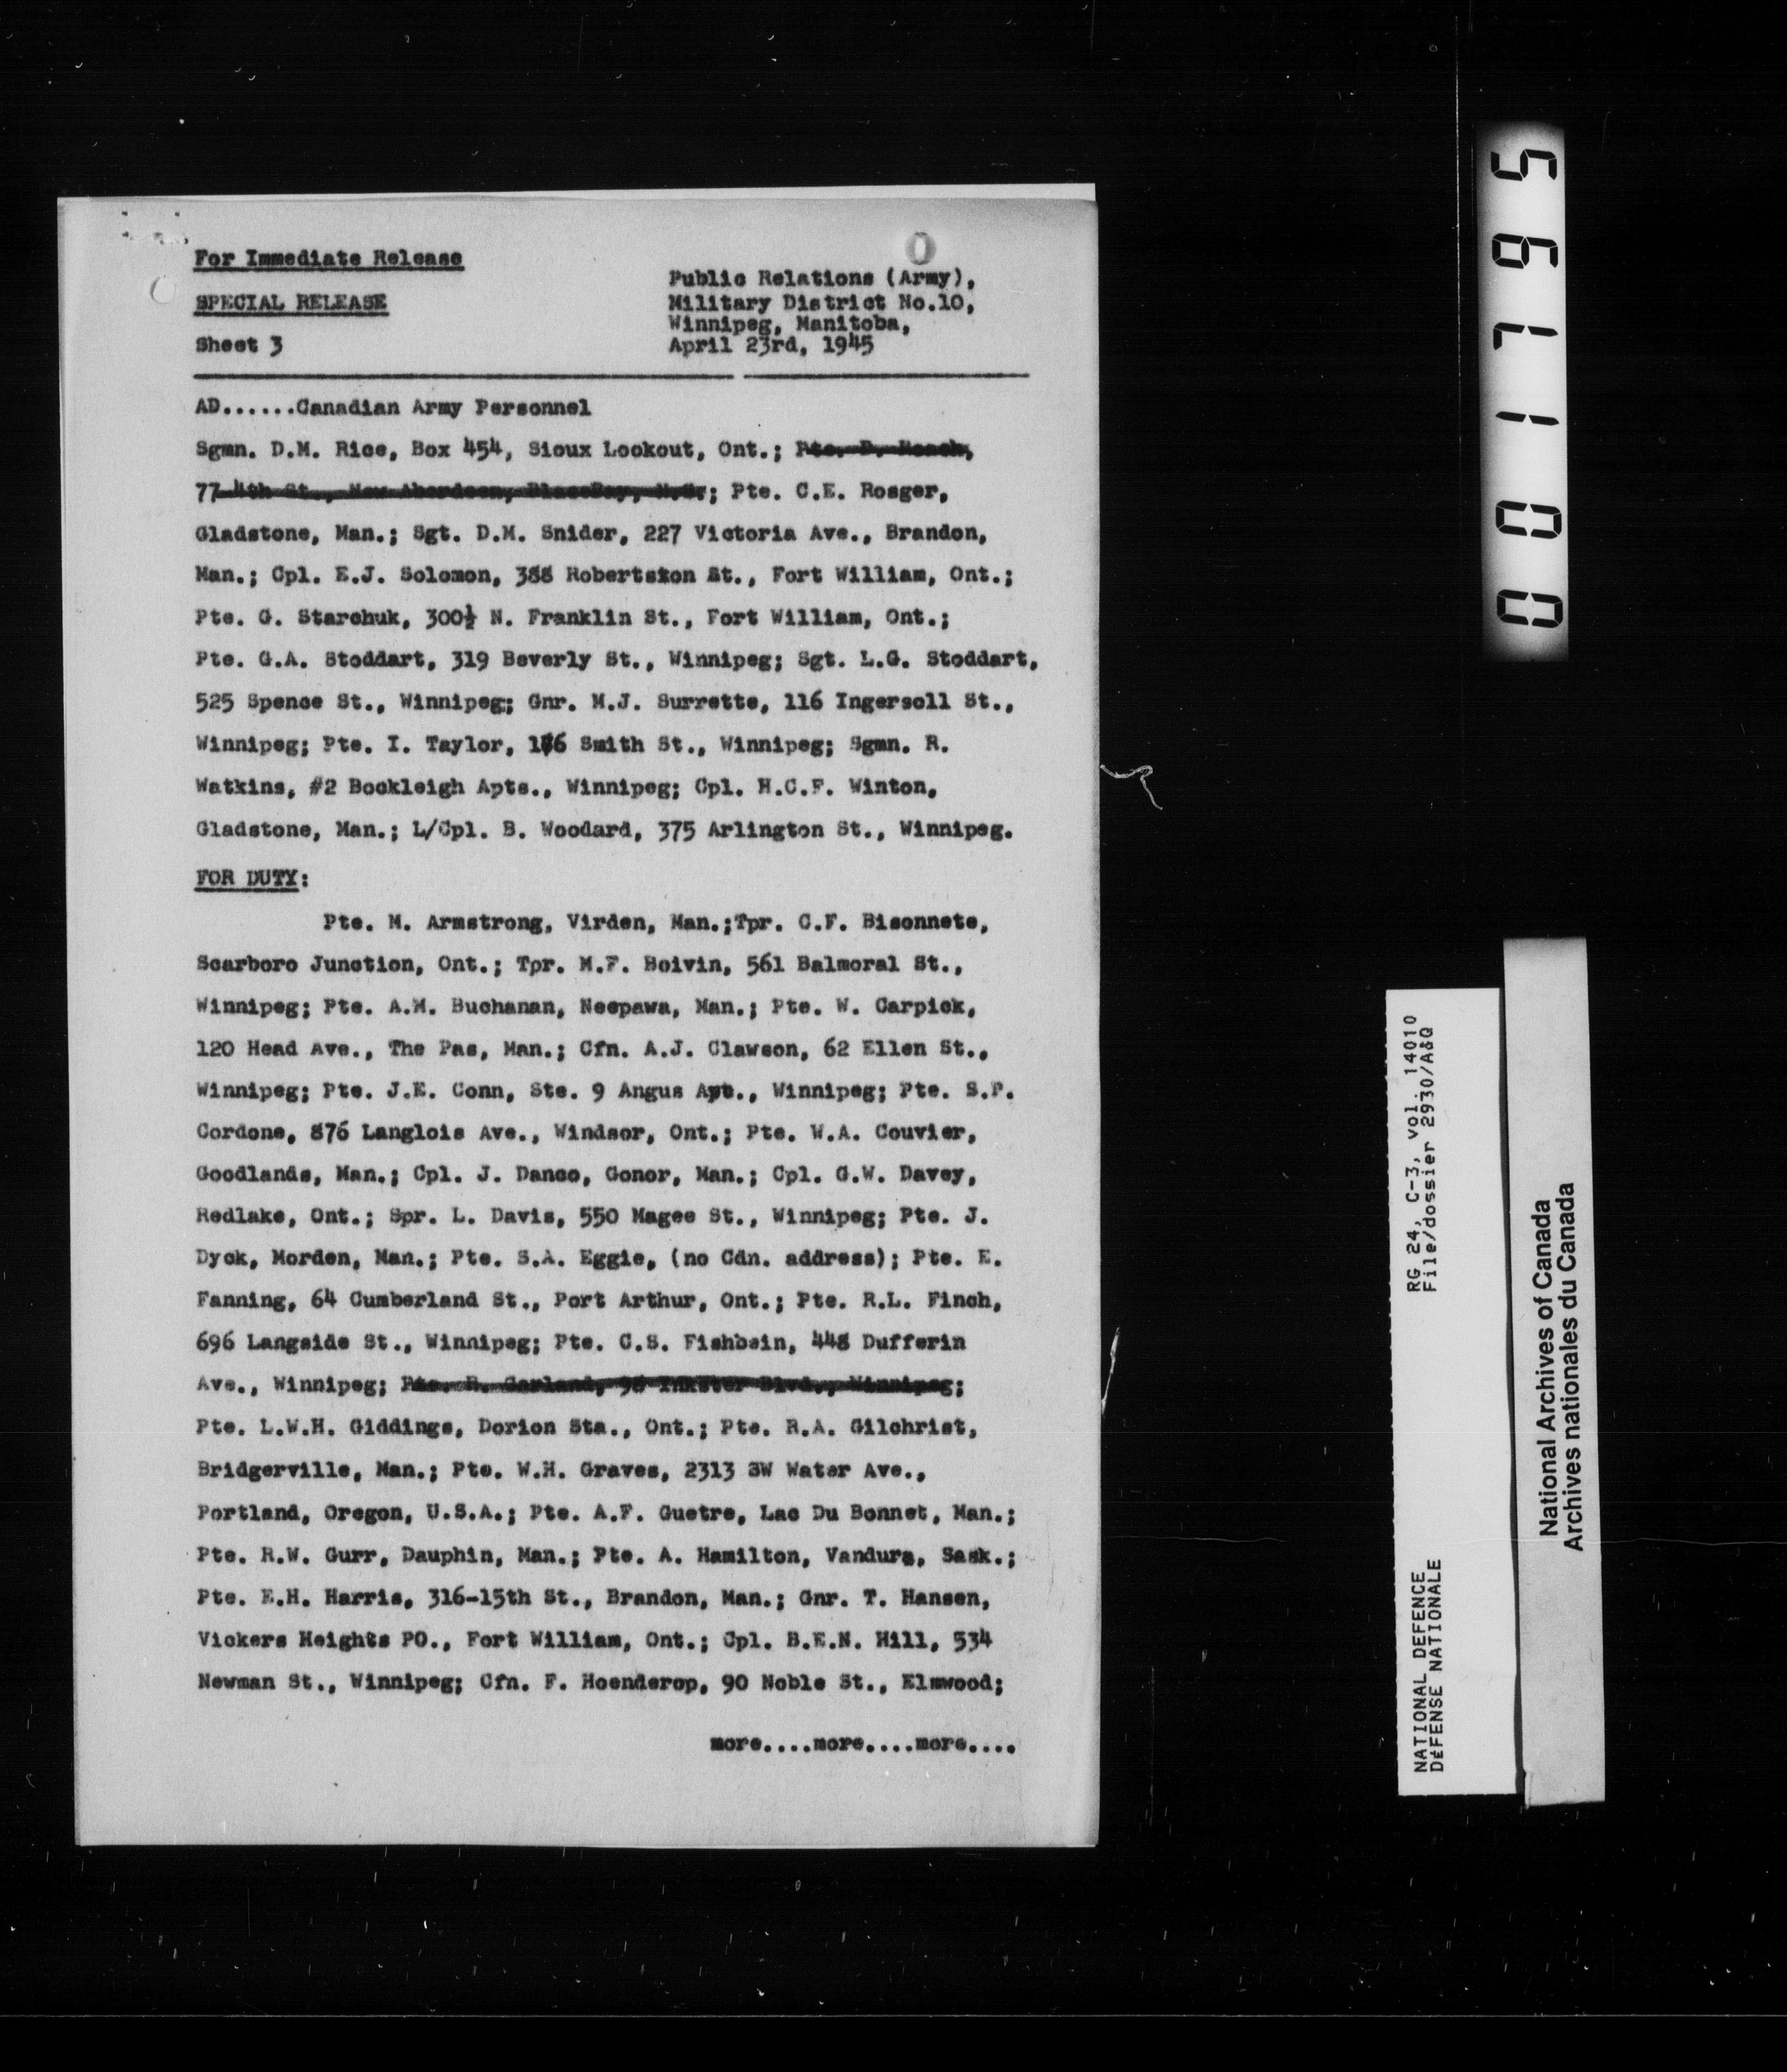 For Immediate Release
SPECIAL RELEASE
Sheet 3
Public Relations (Army),
Military District No.10,
Winnipeg, Manitoba,
April 23rd, 1945
AD......Canadian Army Personnel
Sgmn. D.M. Rice, Box 454, Sioux Lookout, Ont.; Pte.
77 4th St., New Aberdeen, N.S.; Pte. C.E. Rosger,
Gladstone, Man.; Sgt. D.M. Snider, 227 Victoria Ave., Brandon,
Man.; Cpl. E.J. Solomon, 388 Robertston St., Fort William, Ont.;
Pte. G. Starchuk, 300½ N. Franklin St., Fort William, Ont.;
Pte. G.A. Stoddart, 319 Beverly St., Winnipeg; Sgt. L.G. Stoddart,
525 Spence St., Winnipeg; Gnr. M.J. Surrette, 116 Ingersoll St.,
Winnipeg; Pte. I. Taylor, Smith St., Winnipeg; Sgmn. R.
Watkins, #2 Bockleigh Apts., Winnipeg; Cpl. H.C.F. Winton,
Gladstone, Man.; L/Cpl. B. Woodard, 375 Arlington St., Winnipeg.
FOR DUTY:
Pte. M. Armstrong, Virden, Man.;Tpr. C.F. Bisonnete,
Scarboro Junction, Ont.; Tpr. M.F. Boivin, 561 Balmoral St.,
Winnipeg; Pte. A.M. Buchanan, Neepawa, Man.; Pte. W. Carpick,
120 Head Ave., The Pas, Man.; Cfn. A.J. Clawson, 62 Ellen St.,
Winnipeg; Pte. J.E. Conn, Ste. 9 Angus Apt., Winnipeg; Pte. S.P.
Cordone, 876 Langlois Ave., Windsor, Ont.; Pte. W.A. Couvier,
Goodlands, Man.; Cpl. J. Danco, Gonor, Man.; Cpl. G.W. Davey,
Redlake, Ont.; Spr. L. Davis, 550 Magee St., Winnipeg; Pte. J.
Dyck, Morden, Man.; Pte. S.A. Eggie, (no Cdn. address); Pte. E.
Fanning, 64 Cumberland St., Port Arthur, Ont.; Pte. R.L. Finch,
696 Langside St., Winnipeg; Pte. C.S. Fishbein, 448 Dufferin
Ave., Winnipeg; Pte. R. Garland, 98 Inkster Blvd., Winnipeg;
Pte. L.W.H. Giddings, Dorion Sta., Ont.; Pte. R.A. Gilchrist,
Bridgerville, Man.; Pte. W.H. Graves, 2313 SW Water Ave.,
Portland, Oregon, U.S.A.; Pte. A.F. Guetre, Lac Du Bonnet, Man.;
Pte. R.W. Gurr, Dauphin, Man.; Pte. A. Hamilton, Vandura, Sask.;
Pte. E.H. Harris, 316-15th St., Brandon, Man.; Gnr. T. Hansen,
Vickers Heights PO., Fort William, Ont.; Cpl. B.E.N. Hill, 534
Newman St., Winnipeg; Cfn. F. Hoenderop, 90 Noble St., Elmwood;
more....more....more....
001795
NATIONAL DEFENCE RG 24, C-3, vol. 14010
DÉFENSE NATIONALE File/dossier 2930/A&Q
National Archives of Canada
Archives nationales du Canada